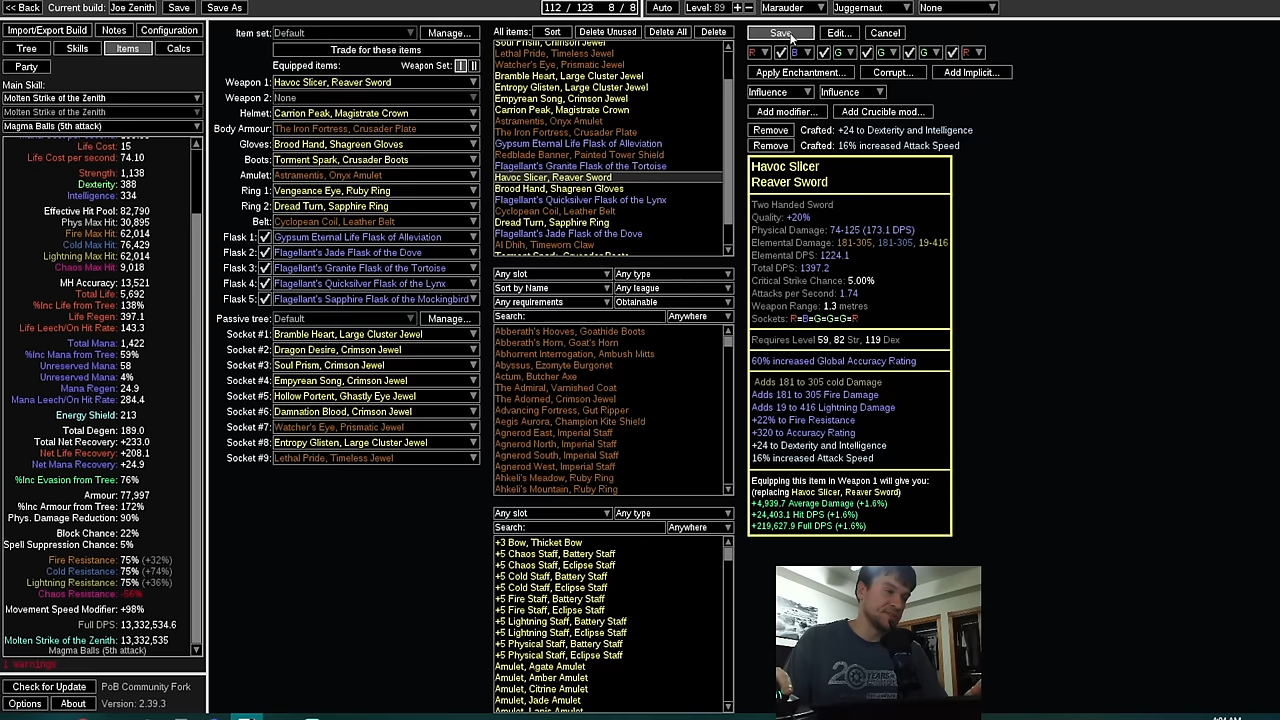 << Back
Current build:
Joe Zenith
Save
Save As
112 / 123 8 / 8
Auto
Level: 89
Marauder
Juggernaut
None
Import/Export Build
Notes
Configuration
Tree
Skills
Items
Calcs
Party
Main Skill:
Molten Strike of the Zenith
Molten Strike of the Zenith
Magma Balls (5th attack)
Life Cost: 15
Life Cost per second: 74.10
Strength: 1,138
Dexterity: 388
Intelligence: 334
Effective Hit Pool: 82,790
Phys Max Hit: 30,895
Fire Max Hit: 62,014
Cold Max Hit: 76,429
Lightning Max Hit: 62,014
Chaos Max Hit: 9,018
MH Accuracy: 13,521
Total Life: 5,692
%Inc Life from Tree: 138%
Life Regen: 397.1
Life Leech/On Hit Rate: 143.3
Total Mana: 1,422
%Inc Mana from Tree: 59%
Unreserved Mana: 58
Unreserved Mana: 4%
Mana Regen: 24.9
Mana Leech/On Hit Rate: 284.4
Energy Shield: 213
Total Degen: 189.0
Total Net Recovery: +233.0
Net Life Recovery: +208.1
Net Mana Recovery: +24.9
%Inc Evasion from Tree: 76%
Armour: 77,997
%Inc Armour from Tree: 172%
Phys. Damage Reduction: 90%
Block Chance: 22%
Spell Suppression Chance: 5%
Fire Resistance: 75% (+32%)
Cold Resistance: 75% (+74%)
Lightning Resistance: 75% (+36%)
Chaos Resistance: -56%
Movement Speed Modifier: +98%
Full DPS: 13,332,534.6
Molten Strike of the Zenith: 13,332,535
Magma Balls (5th attack)
1 warnings
Check for Update
PoB Community Fork
Options
About
Version: 2.39.3
Item set:
Default
Manage...
Trade for these items
Equipped items:
Weapon Set:
I II
Weapon 1: Havoc Slicer, Reaver Sword
Weapon 2: None
Helmet: Carrion Peak, Magistrate Crown
Body Armour: The Iron Fortress, Crusader Plate
Gloves: Brood Hand, Shagreen Gloves
Boots: Torment Spark, Crusader Boots
Amulet: Astramentis, Onyx Amulet
Ring 1: Vengeance Eye, Ruby Ring
Ring 2: Dread Turn, Sapphire Ring
Belt: Cyclopean Coil, Leather Belt
Flask 1: Gypsum Eternal Life Flask of Alleviation
Flask 2: Flagellant's Jade Flask of the Dove
Flask 3: Flagellant's Granite Flask of the Tortoise
Flask 4: Flagellant's Quicksilver Flask of the Lynx
Flask 5: Flagellant's Sapphire Flask of the Mockingbird
Passive tree: Default
Manage...
Socket #1: Bramble Heart, Large Cluster Jewel
Socket #2: Dragon Desire, Crimson Jewel
Socket #3: Soul Prism, Crimson Jewel
Socket #4: Empyrean Song, Crimson Jewel
Socket #5: Hollow Portent, Ghastly Eye Jewel
Socket #6: Damnation Blood, Crimson Jewel
Socket #7: Watcher's Eye, Prismatic Jewel
Socket #8: Entropy Glisten, Large Cluster Jewel
Socket #9: Lethal Pride, Timeless Jewel
All items:
Sort
Delete Unused
Delete All
Delete
Soul Prism, Crimson Jewel
Lethal Pride, Timeless Jewel
Watcher's Eye, Prismatic Jewel
Bramble Heart, Large Cluster Jewel
Entropy Glisten, Large Cluster Jewel
Empyrean Song, Crimson Jewel
Carrion Peak, Magistrate Crown
Astramentis, Onyx Amulet
The Iron Fortress, Crusader Plate
Gypsum Eternal Life Flask of Alleviation
Redblade Banner, Painted Tower Shield
Flagellant's Granite Flask of the Tortoise
Havoc Slicer, Reaver Sword
Brood Hand, Shagreen Gloves
Flagellant's Quicksilver Flask of the Lynx
Cyclopean Coil, Leather Belt
Dread Turn, Sapphire Ring
Flagellant's Jade Flask of the Dove
Al Dhih, Timeworn Claw
Any slot
Any type
Sort by Name
Any league
Any requirements
Obtainable
Search:
Anywhere
Abberath's Hooves, Goathide Boots
Abberath's Horn, Goat's Horn
Abhorrent Interrogation, Ambush Mitts
Abyssus, Ezomyte Burgonet
Actum, Butcher Axe
The Admiral, Varnished Coat
The Adorned, Crimson Jewel
Advancing Fortress, Gut Ripper
Aegis Aurora, Champion Kite Shield
Agnerod East, Imperial Staff
Agnerod North, Imperial Staff
Agnerod South, Imperial Staff
Agnerod West, Imperial Staff
Ahkeli's Meadow, Ruby Ring
Ahkeli's Mountain, Ruby Ring
Any slot
Any type
Search:
Anywhere
+3 Bow, Thicket Bow
+5 Chaos Staff, Battery Staff
+5 Chaos Staff, Eclipse Staff
+5 Cold Staff, Battery Staff
+5 Cold Staff, Eclipse Staff
+5 Fire Staff, Battery Staff
+5 Fire Staff, Eclipse Staff
+5 Lightning Staff, Battery Staff
+5 Lightning Staff, Eclipse Staff
+5 Physical Staff, Battery Staff
+5 Physical Staff, Eclipse Staff
Amulet, Agate Amulet
Amulet, Amber Amulet
Amulet, Citrine Amulet
Amulet, Jade Amulet
Amulet, Lapis Amulet
Save
Edit...
Cancel
R B G G G R
Apply Enchantment...
Corrupt...
Add Implicit...
Influence
Influence
Add modifier...
Add Crucible mod...
Remove
Crafted: +24 to Dexterity and Intelligence
Remove
Crafted: 16% increased Attack Speed
Havoc Slicer
Reaver Sword
Two Handed Sword
Quality: +20%
Physical Damage: 74-125 (173.1 DPS)
Elemental Damage: 181-305, 181-305, 19-416
Elemental DPS: 1224.1
Total DPS: 1397.2
Critical Strike Chance: 5.00%
Attacks per Second: 1.74
Weapon Range: 1.3 metres
Sockets: R=B=G=G=G=R
Requires Level 59, 82 Str, 119 Dex
60% increased Global Accuracy Rating
Adds 181 to 305 cold Damage
Adds 181 to 305 Fire Damage
Adds 19 to 416 Lightning Damage
+22% to Fire Resistance
+320 to Accuracy Rating
+24 to Dexterity and Intelligence
16% increased Attack Speed
Equipping this item in Weapon 1 will give you:
(replacing Havoc Slicer, Reaver Sword)
+4,939.7 Average Damage (+1.6%)
+24,403.1 Hit DPS (+1.6%)
+219,627.9 Full DPS (+1.6%)
20 YEARS